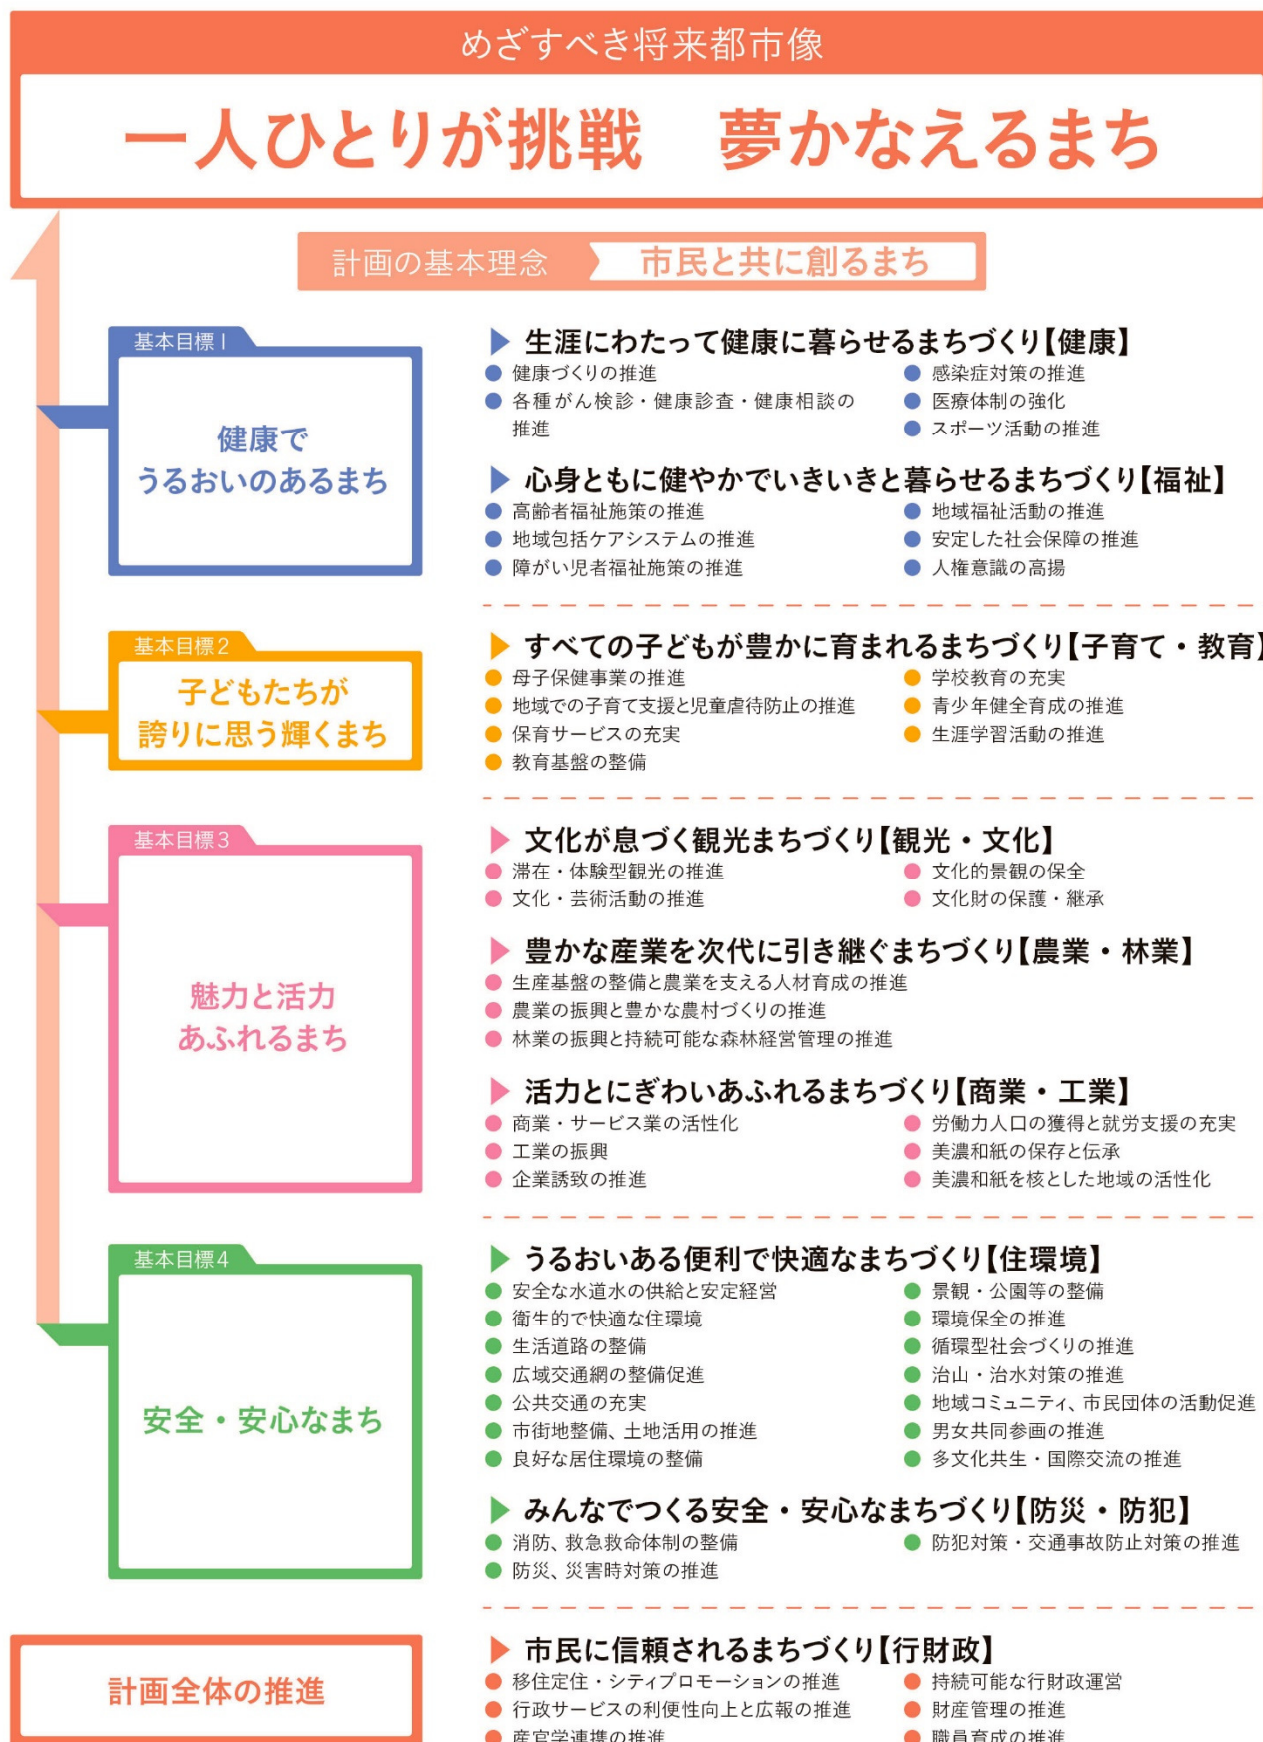 めざすべき将来都市像
一人ひとりが挑戦　夢かなえるまち
計画の基本理念 市民と共に創るまち
基本目標1
健康で
うるおいのあるまち
生涯にわたって健康に暮らせるまちづくり【健康】
健康づくりの推進
各種がん検診・健康診査・健康相談の
推進
感染症対策の推進
医療体制の強化
スポーツ活動の推進
心身ともに健やかでいきいきと暮らせるまちづくり【福祉】
高齢者福祉施策の推進
地域包括ケアシステムの推進
障がい児者福祉施策の推進
地域福祉活動の推進
安定した社会保障の推進
人権意識の高揚
基本目標2
子どもたちが
誇りに思う輝くまち
すべての子どもが豊かに育まれるまちづくり【子育て・教育】
母子保健事業の推進
地域での子育て支援と児童虐待防止の推進
保育サービスの充実
教育基盤の整備
学校教育の充実
青少年健全育成の推進
生涯学習活動の推進
基本目標3
魅力と活力
あふれるまち
文化が息づく観光まちづくり【観光・文化】
滞在・体験型観光の推進
文化・芸術活動の推進
文化的景観の保全
文化財の保護・継承
豊かな産業を次代に引き継ぐまちづくり【農業・林業】
生産基盤の整備と農業を支える人材育成の推進
農業の振興と豊かな農村づくりの推進
林業の振興と持続可能な森林経営管理の推進
活力とにぎわいあふれるまちづくり【商業・工業】
商業・サービス業の活性化
工業の振興
企業誘致の推進
労働力人口の獲得と就労支援の充実
美濃和紙の保存と伝承
美濃和紙を核とした地域の活性化
基本目標4
安全・安心なまち
うるおいある便利で快適なまちづくり【住環境】
安全な水道水の供給と安定経営
衛生的で快適な住環境
生活道路の整備
広域交通網の整備促進
公共交通の充実
市街地整備、土地活用の推進
良好な居住環境の整備
景観・公園等の整備
環境保全の推進
循環型社会づくりの推進
治山・治水対策の推進
地域コミュニティ、市民団体の活動促進
男女共同参画の推進
多文化共生・国際交流の推進
みんなでつくる安全・安心なまちづくり【防災・防犯】
消防、救急救命体制の整備
防災、災害時対策の推進
防犯対策・交通事故防止対策の推進
計画全体の推進
市民に信頼されるまちづくり【行財政】
移住定住・シティプロモーションの推進
行政サービスの利便性向上と広報の推進
産官学連携の推進
持続可能な行財政運営
財産管理の推進
職員育成の推進